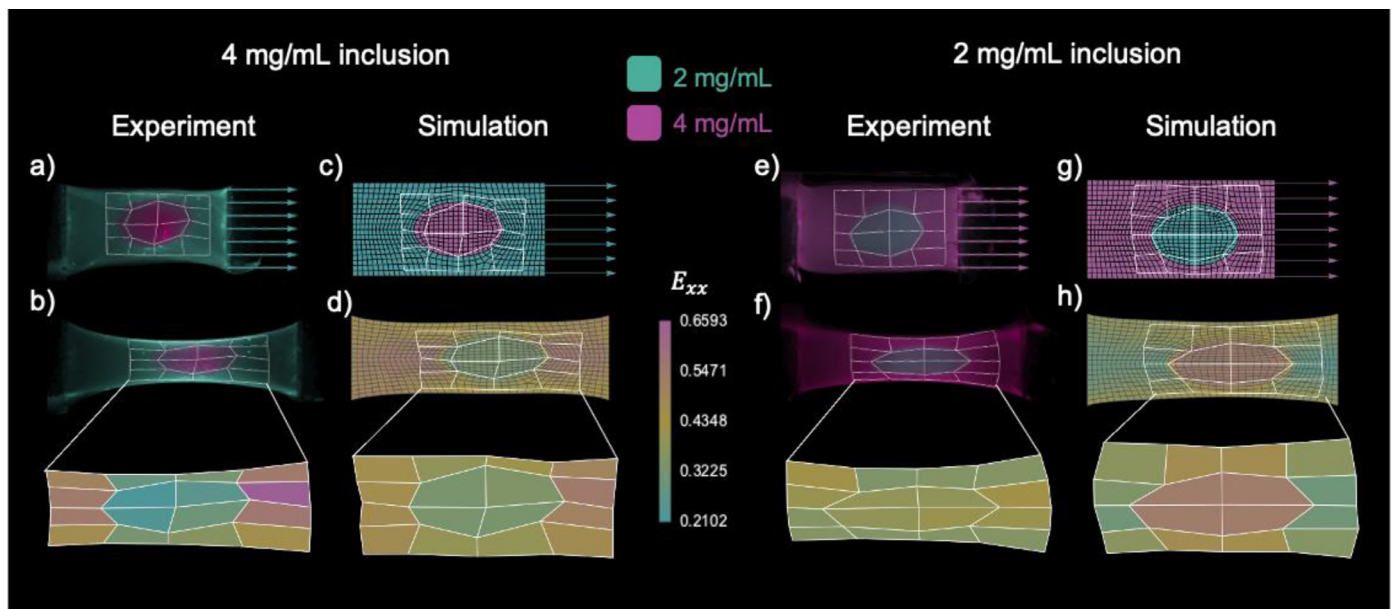 4 mg/mL inclusion
2 mg/mL inclusion
2 mg/mL
4 mg/mL
Experiment
Simulation
Experiment
Simulation
a)
c)
e)
g)
b)
d)
f)
h)
E_xx
0.6593
0.5471
0.4348
0.3225
0.2102